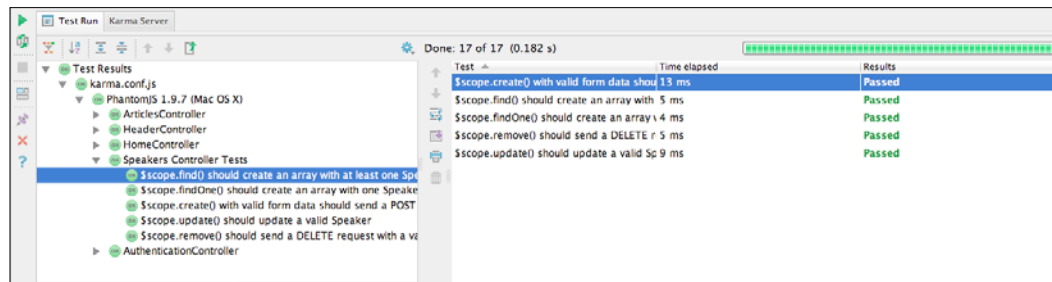 Test Run Karma Server
Done: 17 of 17 (0.182 s)
Test Results
karma.conf.js
PhantomJS 1.9.7 (Mac OS X)
ArticlesController
HeaderController
HomeController
Speakers Controller Tests
$scope.find() should create an array with at least one Spe
$scope.findOne() should create an array with one Speake
$scope.create() with valid form data should send a POST
$scope.update() should update a valid Speaker
$scope.remove() should send a DELETE request with a va
AuthenticationController
Test Time elapsed Results
$scope.create() with valid form data shou 13 ms Passed
$scope.find() should create an array with 5 ms Passed
$scope.findOne() should create an array 4 ms Passed
$scope.remove() should send a DELETE r 5 ms Passed
$scope.update() should update a valid Sp 9 ms Passed